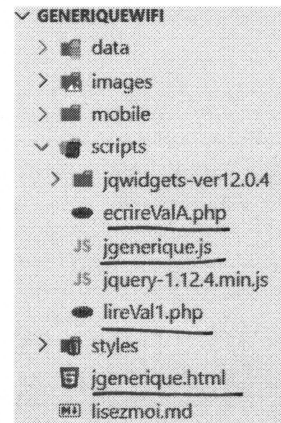 GENERIQUEWIFI
data
images
mobile
scripts
jqwidgets-ver12.0.4
ecrireValA.php
JS jgenerique.js
JS jquery-1.12.4.min.js
lireVal1.php
styles
jgenerique.html
lisezmoi.md